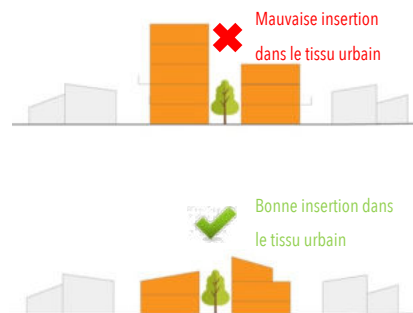 Mauvaise insertion
dans le tissu urbain
Bonne insertion dans
le tissu urbain